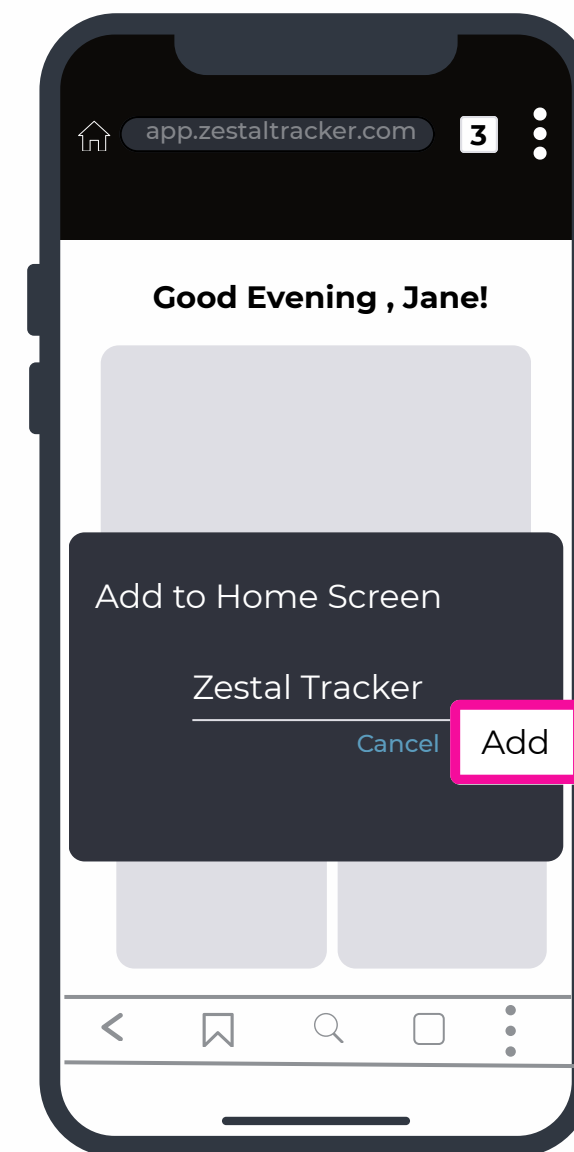 app.zestaltracker.com 3
Good Evening , Jane!
Add to Home Screen
Zestal Tracker
Cancel Add